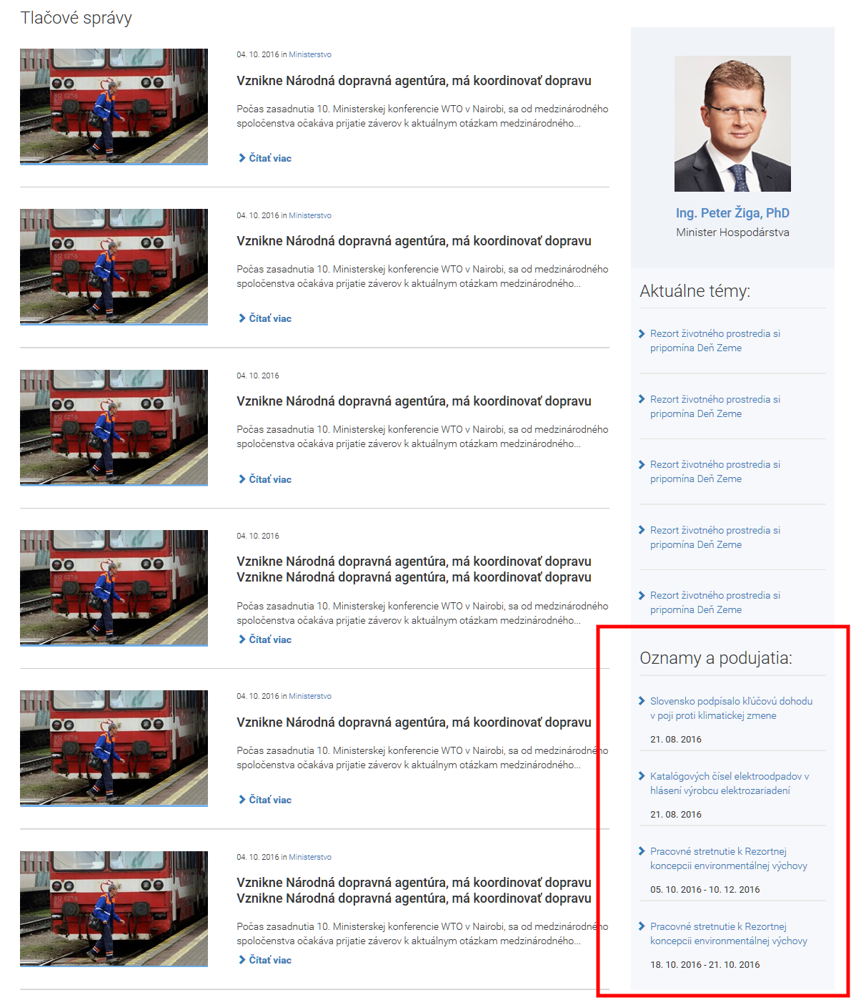 Tlačové správy
04. 10. 2016 in Ministerstvo
Vznikne Národná dopravná agentúra, má koordinovať dopravu
Počas zasadnutia 10. Ministerskej konferencie WTO v Nairobi, sa od medzinárodného
spoločenstva očakáva prijatie záverov k aktuálnym otázkam medzinárodného...
Čítať viac
04. 10. 2016 in Ministerstvo
Vznikne Národná dopravná agentúra, má koordinovať dopravu
Počas zasadnutia 10. Ministerskej konferencie WTO v Nairobi, sa od medzinárodného
spoločenstva očakáva prijatie záverov k aktuálnym otázkam medzinárodného...
Čítať viac
04. 10. 2016
Vznikne Národná dopravná agentúra, má koordinovať dopravu
Počas zasadnutia 10. Ministerskej konferencie WTO v Nairobi, sa od medzinárodného
spoločenstva očakáva prijatie záverov k aktuálnym otázkam medzinárodného...
Čítať viac
04. 10. 2016
Vznikne Národná dopravná agentúra, má koordinovať dopravu
Vznikne Národná dopravná agentúra, má koordinovať dopravu
Počas zasadnutia 10. Ministerskej konferencie WTO v Nairobi, sa od medzinárodného
spoločenstva očakáva prijatie záverov k aktuálnym otázkam medzinárodného...
Čítať viac
04. 10. 2016 in Ministerstvo
Vznikne Národná dopravná agentúra, má koordinovať dopravu
Počas zasadnutia 10. Ministerskej konferencie WTO v Nairobi, sa od medzinárodného
spoločenstva očakáva prijatie záverov k aktuálnym otázkam medzinárodného...
Čítať viac
04. 10. 2016 in Ministerstvo
Vznikne Národná dopravná agentúra, má koordinovať dopravu
Vznikne Národná dopravná agentúra, má koordinovať dopravu
Počas zasadnutia 10. Ministerskej konferencie WTO v Nairobi, sa od medzinárodného
spoločenstva očakáva prijatie záverov k aktuálnym otázkam medzinárodného...
Čítať viac
Ing. Peter Žiga, PhD
Minister Hospodárstva
Aktuálne témy:
Rezort životného prostredia si
pripomína Deň Zeme
Rezort životného prostredia si
pripomína Deň Zeme
Rezort životného prostredia si
pripomína Deň Zeme
Rezort životného prostredia si
pripomína Deň Zeme
Rezort životného prostredia si
pripomína Deň Zeme
Oznamy a podujatia:
Slovensko podpísalo kľúčovú dohodu
v poji proti klimatickej zmene
21. 08. 2016
Katalógových čísel elektroodpadov v
hlásení výrobcu elektrozariadení
21. 08. 2016
Pracovné stretnutie k Rezortnej
koncepcii environmentálnej výchovy
05. 10. 2016 - 10. 12. 2016
Pracovné stretnutie k Rezortnej
koncepcii environmentálnej výchovy
18. 10. 2016 - 21. 10. 2016